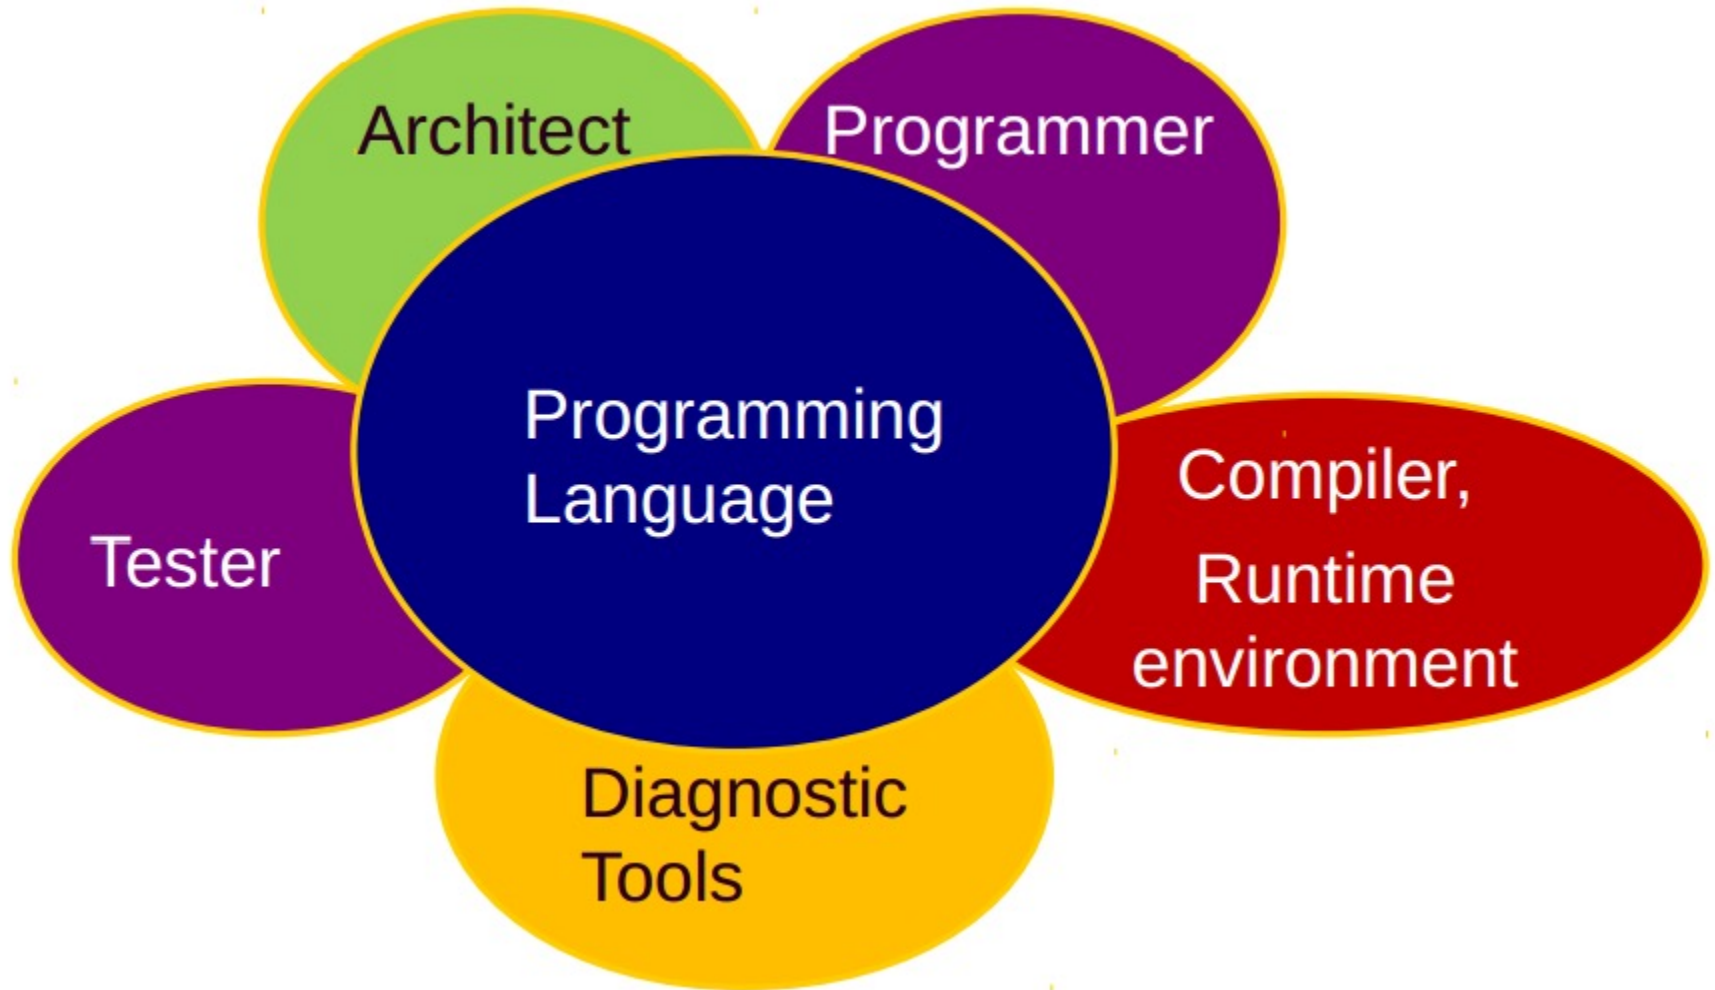 Architect
Programmer
Programming
Language
Compiler,
Runtime
environment
Tester
Diagnostic
Tools